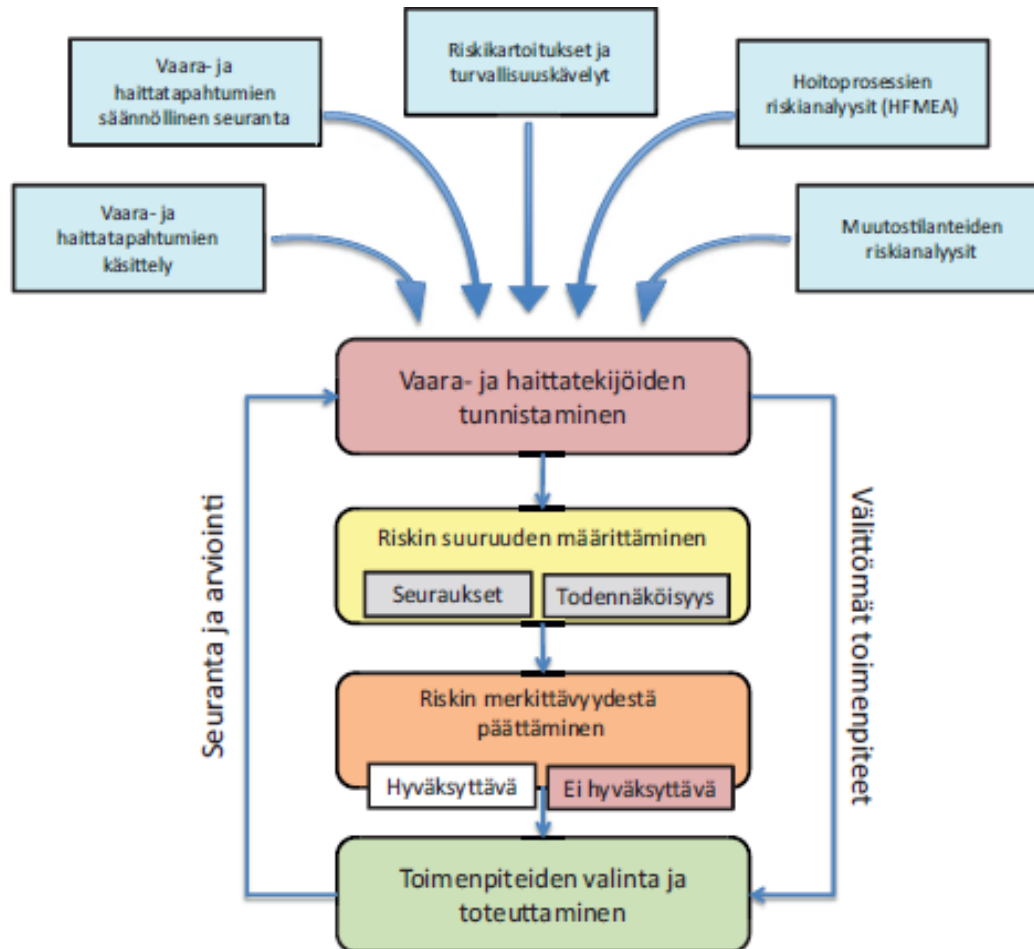 Vaara- ja
haittatapahtumien
säännöllinen seuranta
Riskikartoitukset ja
turvallisuuskävelyt
Hoitoprosessien
riskianalyysit (HFMEA)
Vaara- ja
haittatapahtumien
käsittely
Muutostilanteiden
riskianalyysit
Vaara- ja haittatekijöiden
tunnistaminen
Riskin suuruuden määrittäminen
Seuraukset
Todennäköisyys
Riskin merkittävyydestä
päättäminen
Hyväksyttävä
Ei hyväksyttävä
Toimenpiteiden valinta ja
toteuttaminen
Seuranta ja arviointi
Välittömät toimenpiteet